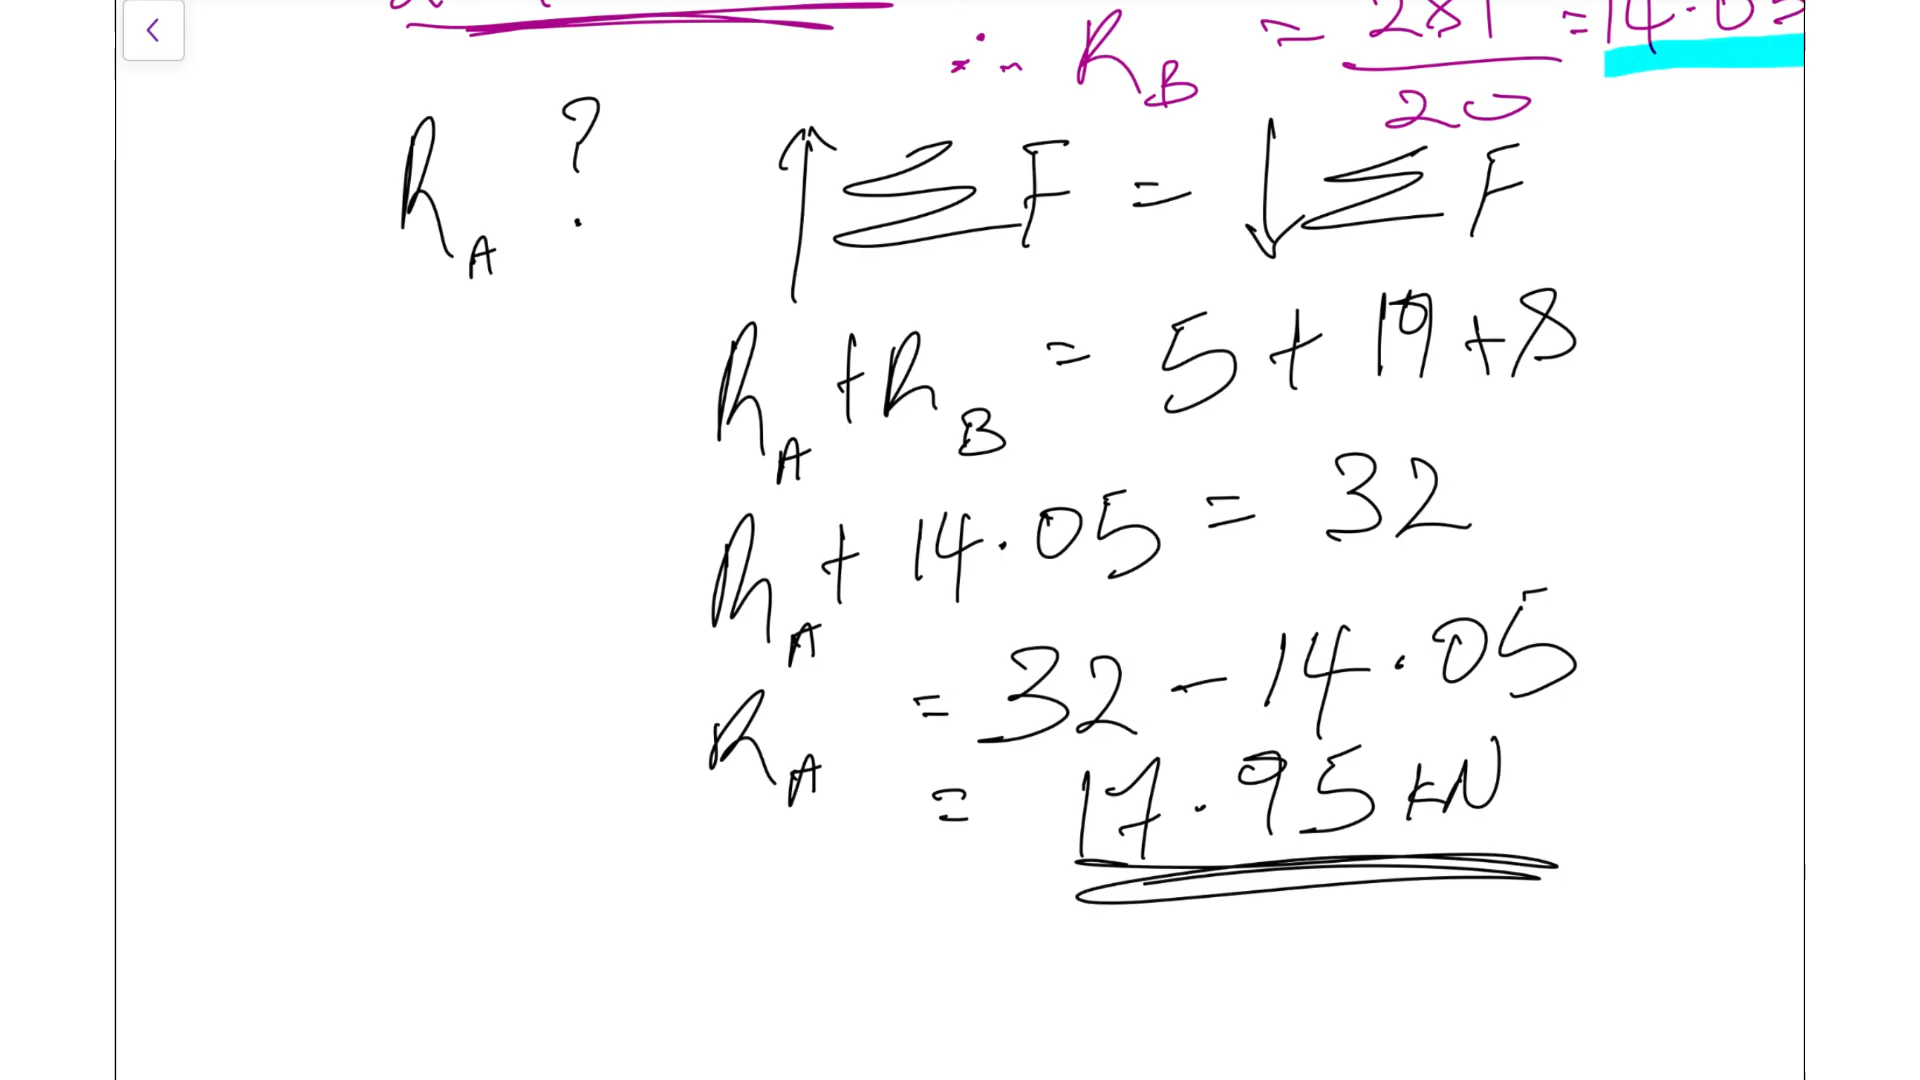 ∴ R_B = 281/20 = 14.05
R_A ? ↑ΣF = ↓ΣF
R_A + R_B = 5 + 19 + 8
R_A + 14.05 = 32
R_A = 32 - 14.05
= 17.95 kN